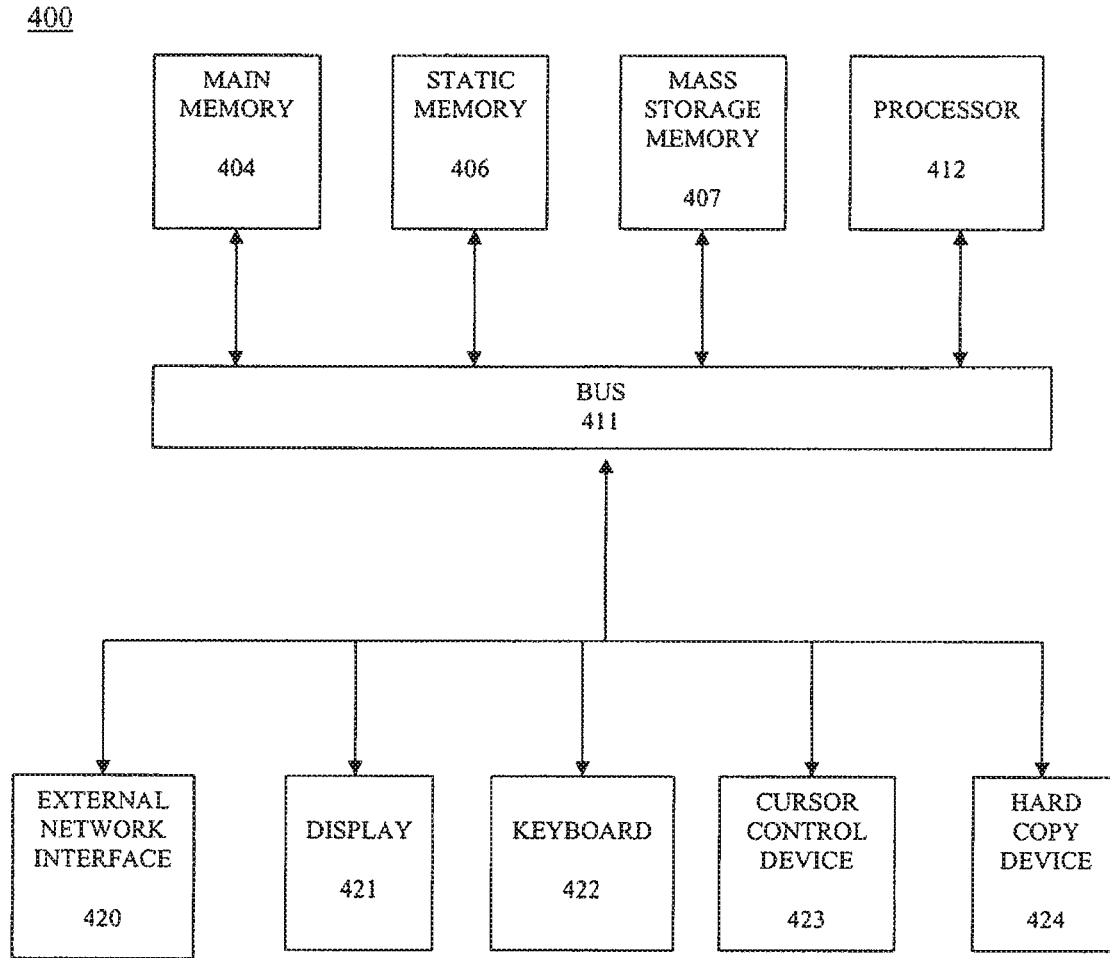 400
MAIN
MEMORY
404
STATIC
MEMORY
406
MASS
STORAGE
MEMORY
407
PROCESSOR
412
BUS
411
EXTERNAL
NETWORK
INTERFACE
420
DISPLAY
421
KEYBOARD
422
CURSOR
CONTROL
DEVICE
423
HARD
COPY
DEVICE
424